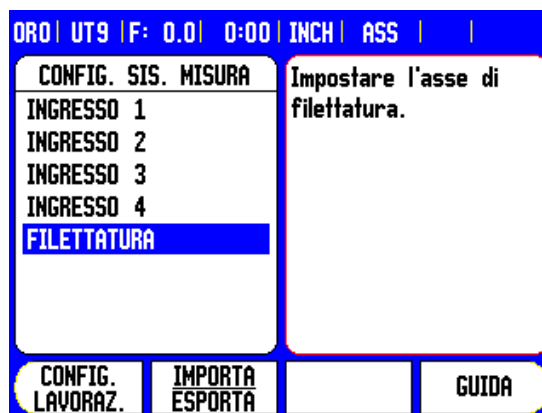 ORO| UT9 |F: 0.0| 0:00| INCH| ASS | |
CONFIG. SIS. MISURA
INGRESSO 1
INGRESSO 2
INGRESSO 3
INGRESSO 4
FILETTATURA
Impostare l'asse di
filettatura.
CONFIG.
LAVORAZ.
IMPORTA
ESPORTA
GUIDA